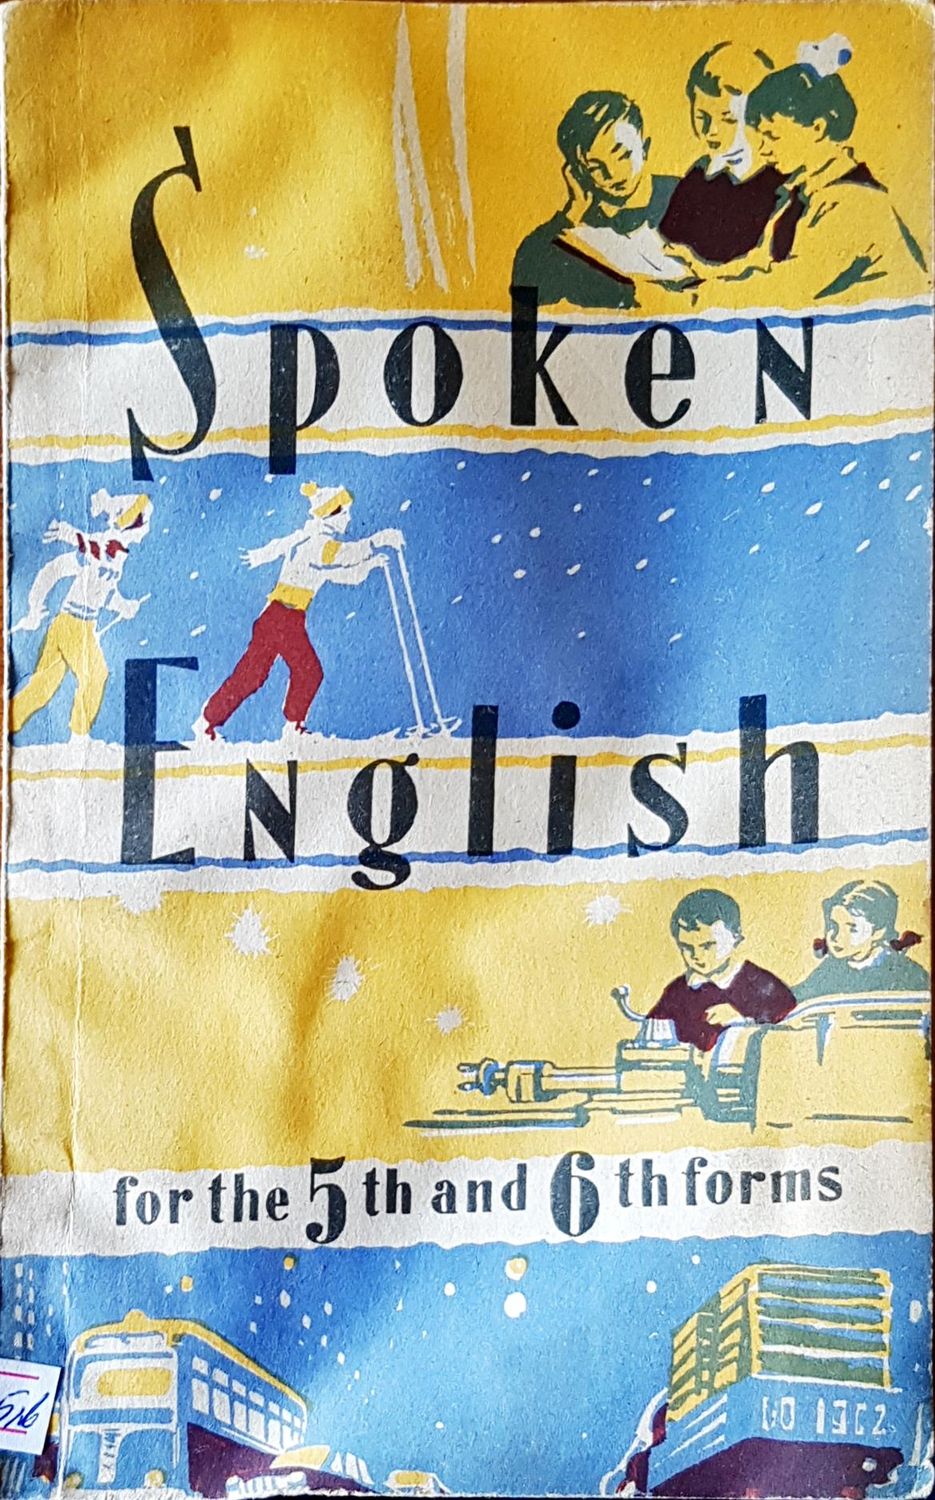 Spoken
English
for the 5th and 6th forms